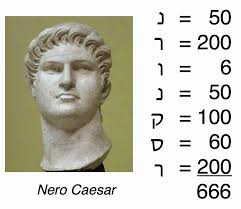 נ = 50
ר = 200
ו = 6
נ = 50
ק = 100
ס = 60
ר = 200
666
Nero Caesar